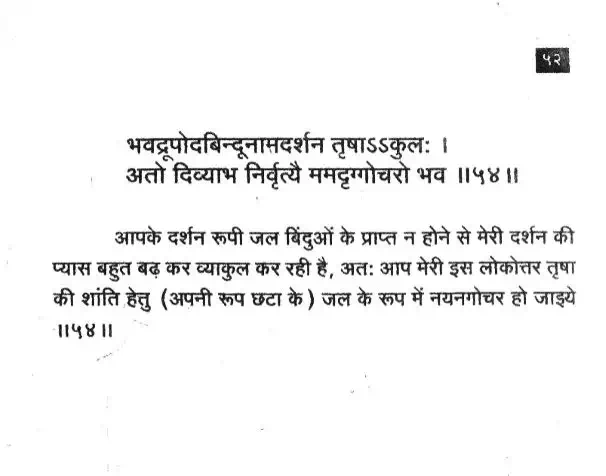 ५२
भवद्रूपोदबिन्दूनामदर्शन तृषाऽऽकुलः ।
अतो दिव्याभ निर्वृत्यै ममदृग्गोचरो भव ॥५४॥
आपके दर्शन रूपी जल बिंदुओं के प्राप्त न होने से मेरी दर्शन की
प्यास बहुत बढ़ कर व्याकुल कर रही है, अतः आप मेरी इस लोकोत्तर तृषा
की शांति हेतु (अपनी रूप छटा के) जल के रूप में नयनगोचर हो जाइये
॥५४॥